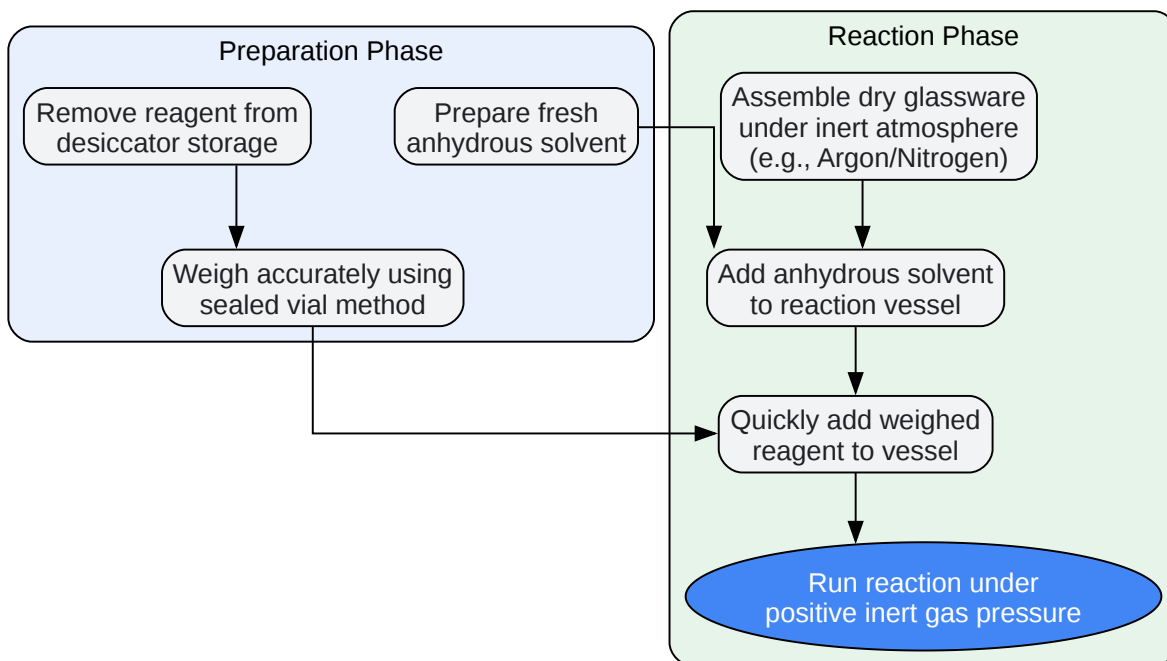 Preparation Phase
Remove reagent from
desiccator storage
Prepare fresh
anhydrous solvent
Weigh accurately using
sealed vial method
Reaction Phase
Assemble dry glassware
under inert atmosphere
(e.g., Argon/Nitrogen)
Add anhydrous solvent
to reaction vessel
Quickly add weighed
reagent to vessel
Run reaction under
positive inert gas pressure